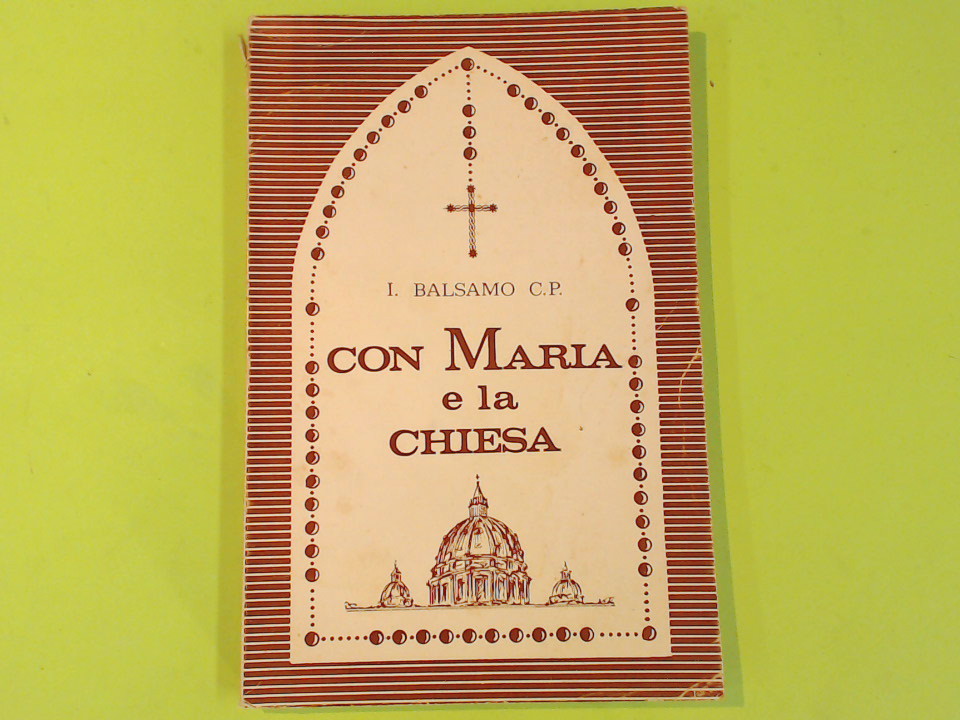 I. BALSAMO C.P.
CON MARIA
e la
CHIESA